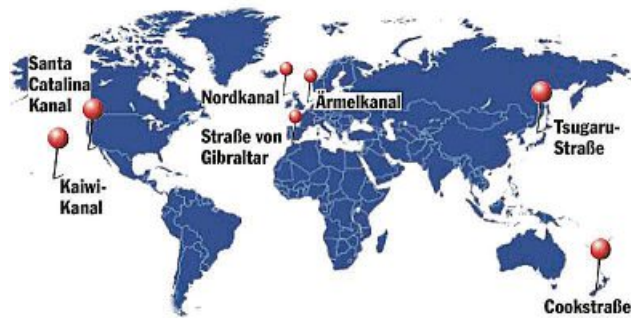 Santa
Catalina
Kanal
Nordkanal
Ärmelkanal
Straße von
Gibraltar
Tsugaru-
Straße
Kaiwi-
Kanal
Cookstraße